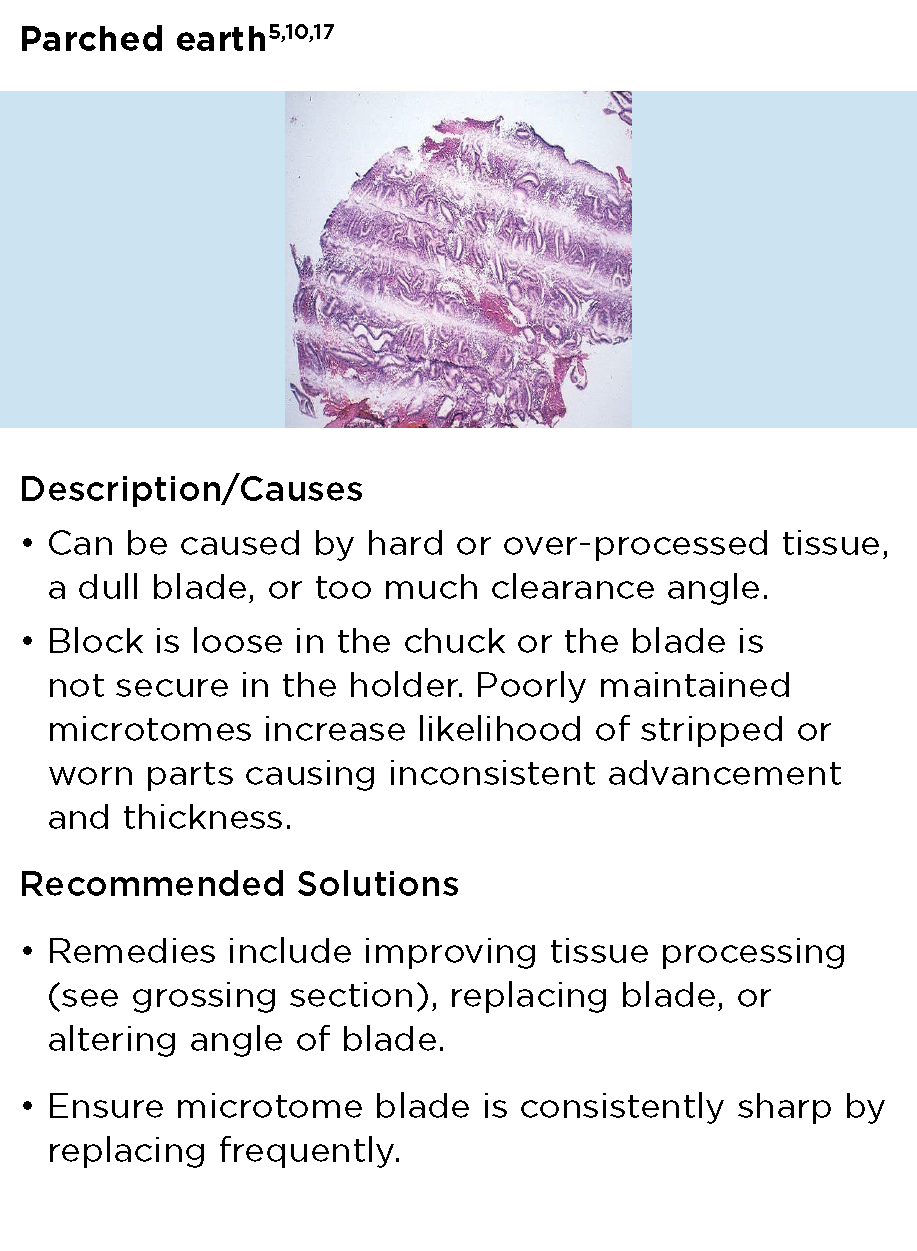 Parched earth5,10,17
Description/Causes
• Can be caused by hard or over-processed tissue,
a dull blade, or too much clearance angle.
• Block is loose in the chuck or the blade is
not secure in the holder. Poorly maintained
microtomes increase likelihood of stripped or
worn parts causing inconsistent advancement
and thickness.
Recommended Solutions
• Remedies include improving tissue processing
(see grossing section), replacing blade, or
altering angle of blade.
• Ensure microtome blade is consistently sharp by
replacing frequently.